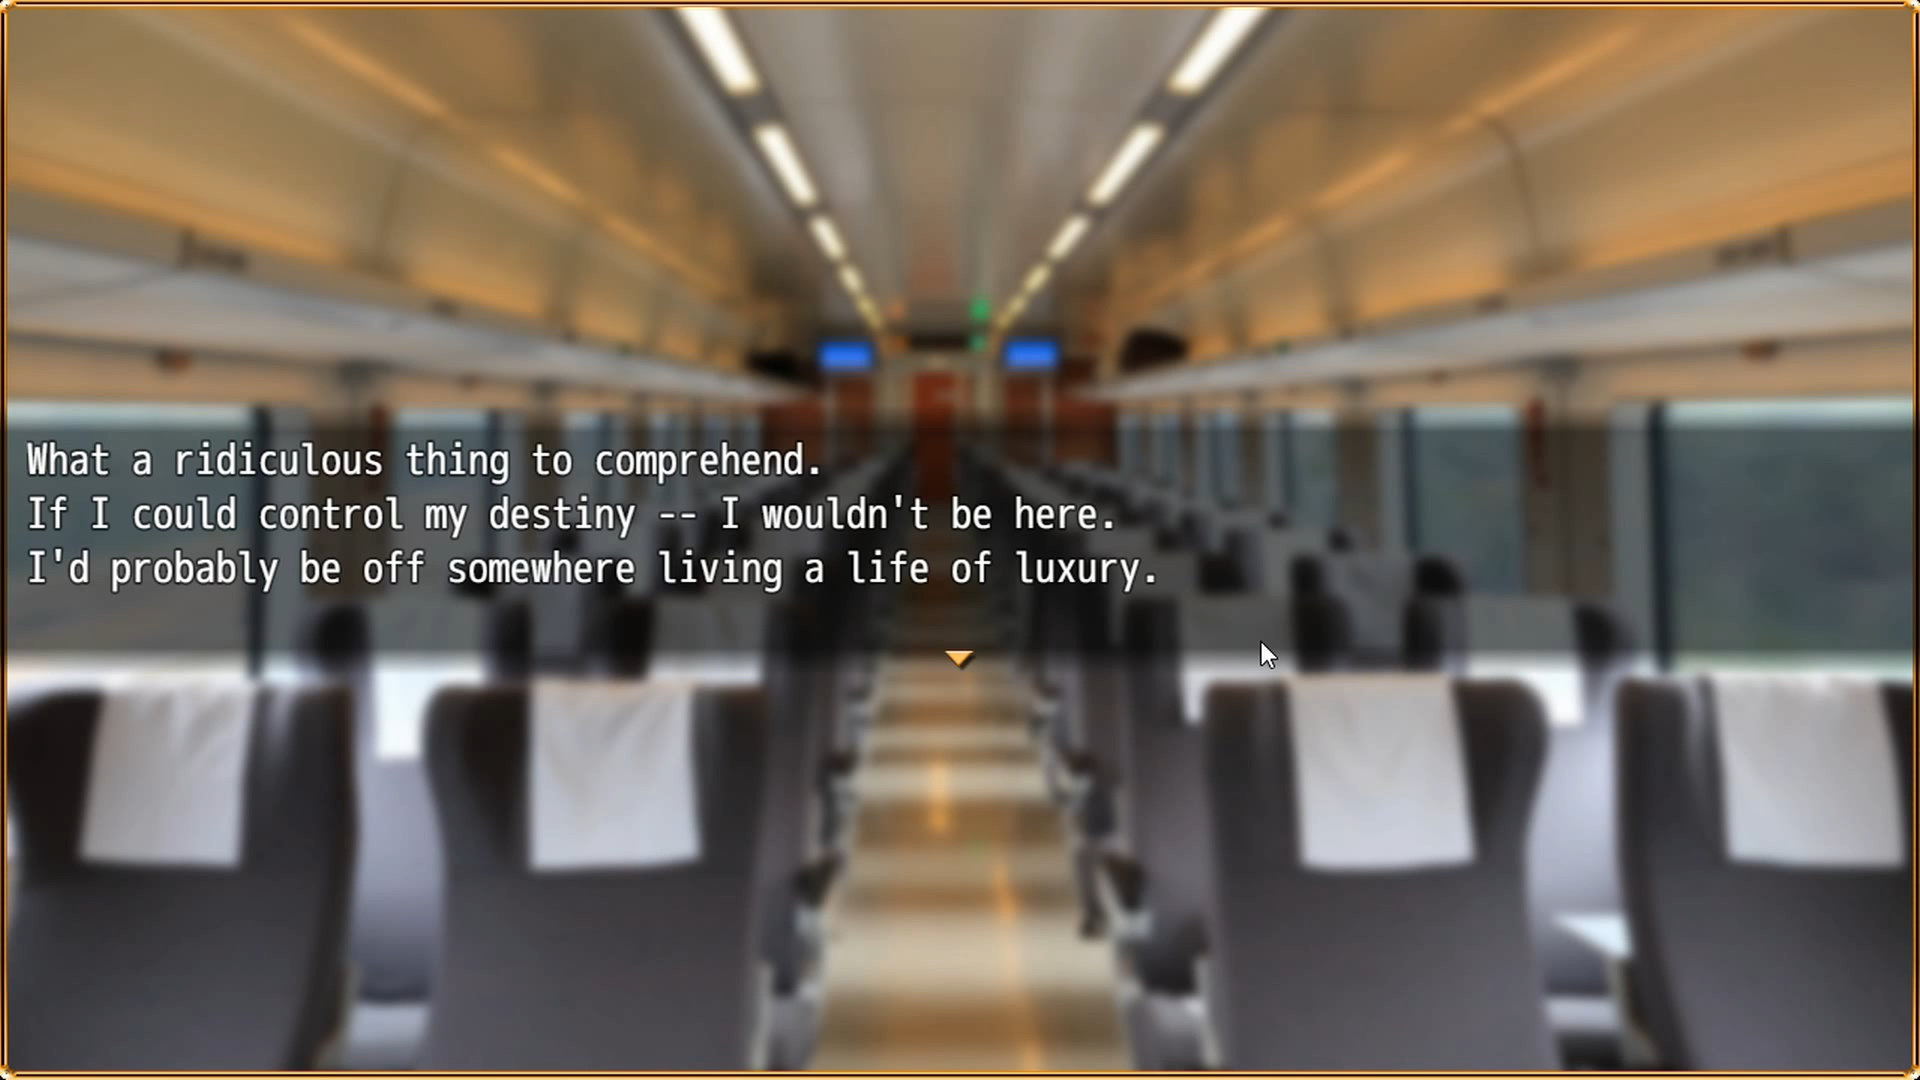 What a ridiculous thing to comprehend.
If I could control my destiny -- I wouldn't be here.
I'd probably be off somewhere living a life of luxury.